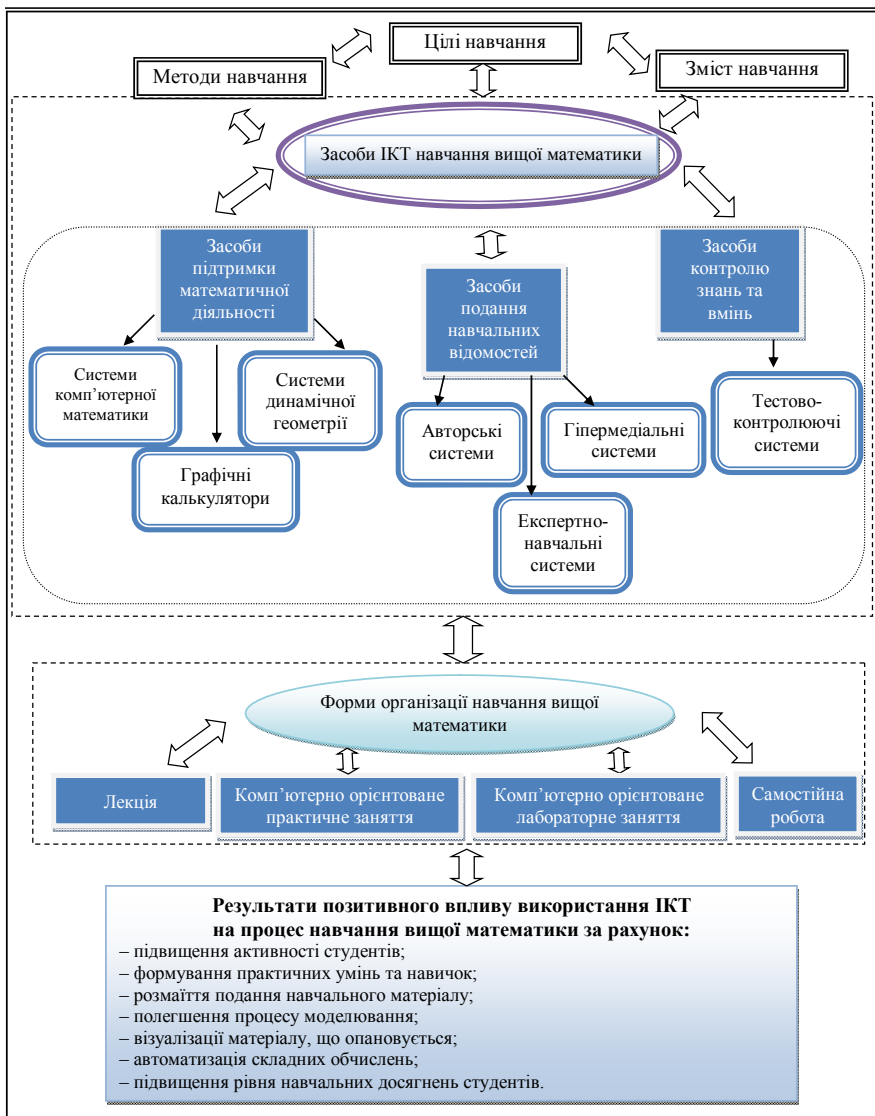 Цілі навчання
Методи навчання
Зміст навчання
Засоби ІКТ навчання вищої математики
Засоби
підтримки
математичної
діяльності
Засоби
подання
навчальних
відомостей
Засоби
контролю
знань та
вмінь
Системи
комп’ютерної
математики
Системи
динамічної
геометрії
Графічні
калькулятори
Авторські
системи
Гіпермедіальні
системи
Експертно-
навчальні
системи
Тестово-
контролюючі
системи
Форми організації навчання вищої
математики
Лекція
Комп’ютерно орієнтоване
практичне заняття
Комп’ютерно орієнтоване
лабораторне заняття
Самостійна
робота
Результати позитивного впливу використання ІКТ
на процес навчання вищої математики за рахунок:
– підвищення активності студентів;
– формування практичних умінь та навичок;
– розмаїття подання навчального матеріалу;
– полегшення процесу моделювання;
– візуалізації матеріалу, що опановується;
– автоматизація складних обчислень;
– підвищення рівня навчальних досягнень студентів.